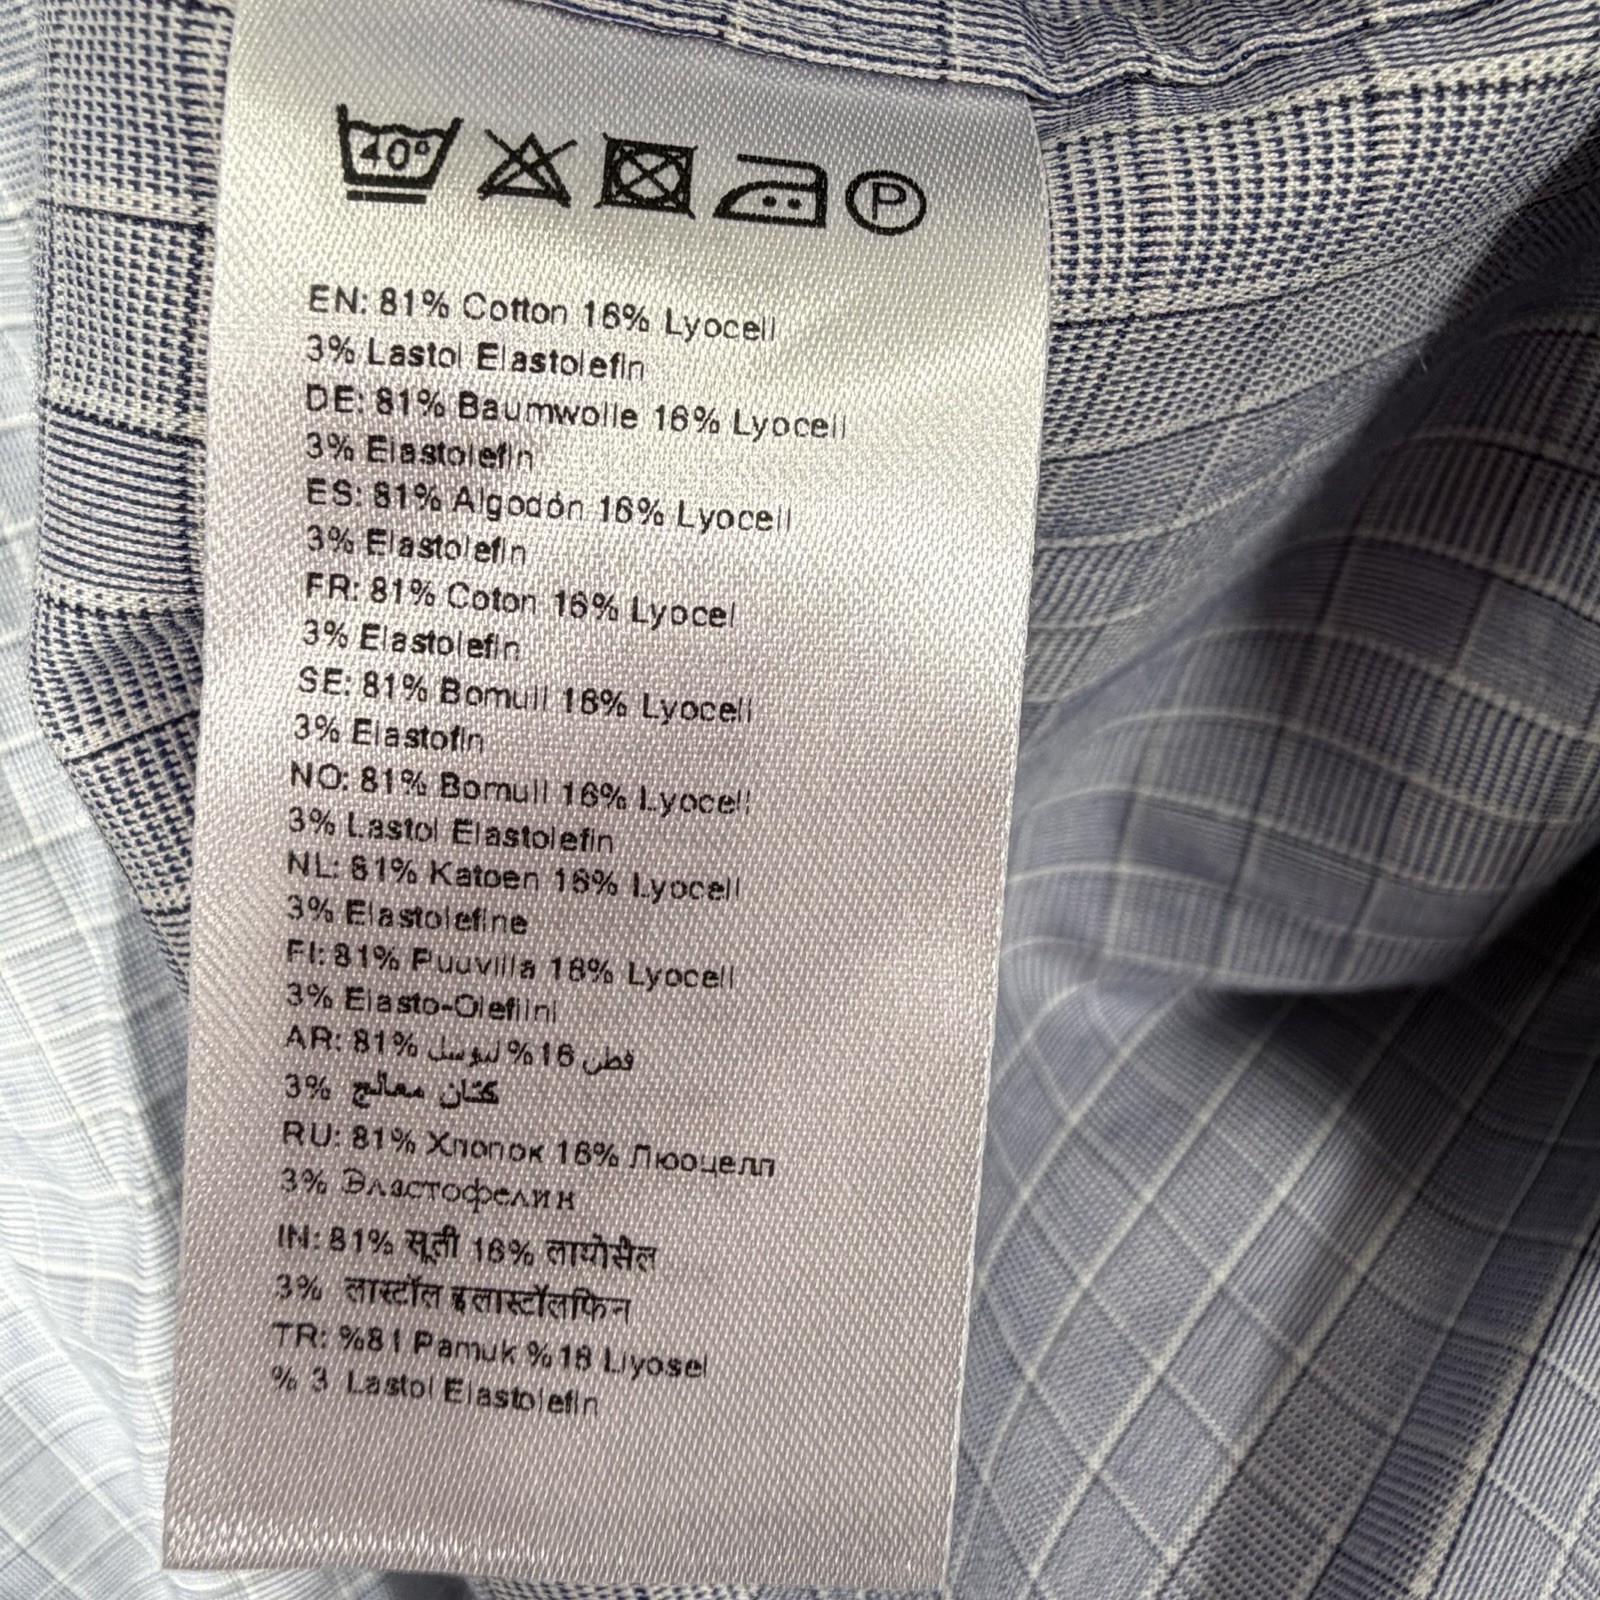 40°
P
EN: 81% Cotton 16% Lyocell
3% Lastol Elastolefin
DE: 81% Baumwolle 16% Lyocell
3% Elastolefin
ES: 81% Algodón 16% Lyocell
3% Elastolefin
FR: 81% Coton 16% Lyocel
3% Elastolefin
SE: 81% Bomull 16% Lyocell
3% Elastofin
NO: 81% Bomull 16% Lyocell
3% Lastol Elastolefin
NL: 81% Katoen 16% Lyocell
3% Elastolefine
FI: 81% Puuvilla 16% Lyocell
3% Elasto-Olefiini
AR: 81% قطن 16% ليوسل
3% كتان معالج
RU: 81% Хлопок 16% Люоцелл
3% Эластофелин
IN: 81% सूती 16% लायोसैल
3% लास्टॉल इलास्टॉलफिन
TR: %81 Pamuk %16 Liyosel
% 3 Lastol Elastolefin